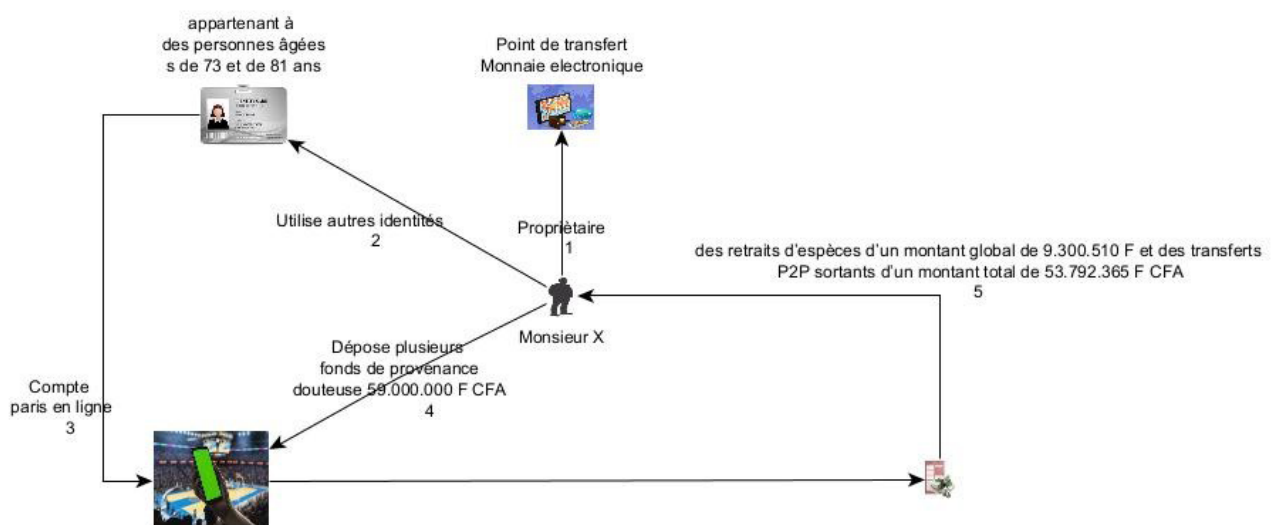 appartenant à
des personnes âgées
s de 73 et de 81 ans
Point de transfert
Monnaie electronique
Utilise autres identités
2
Propriètaire
1
des retraits d'espèces d'un montant global de 9.300.510 F et des transferts
P2P sortants d'un montant total de 53.792.365 F CFA
5
Monsieur X
Dépose plusieurs
fonds de provenance
douteuse 59.000.000 F CFA
4
Compte
paris en ligne
3